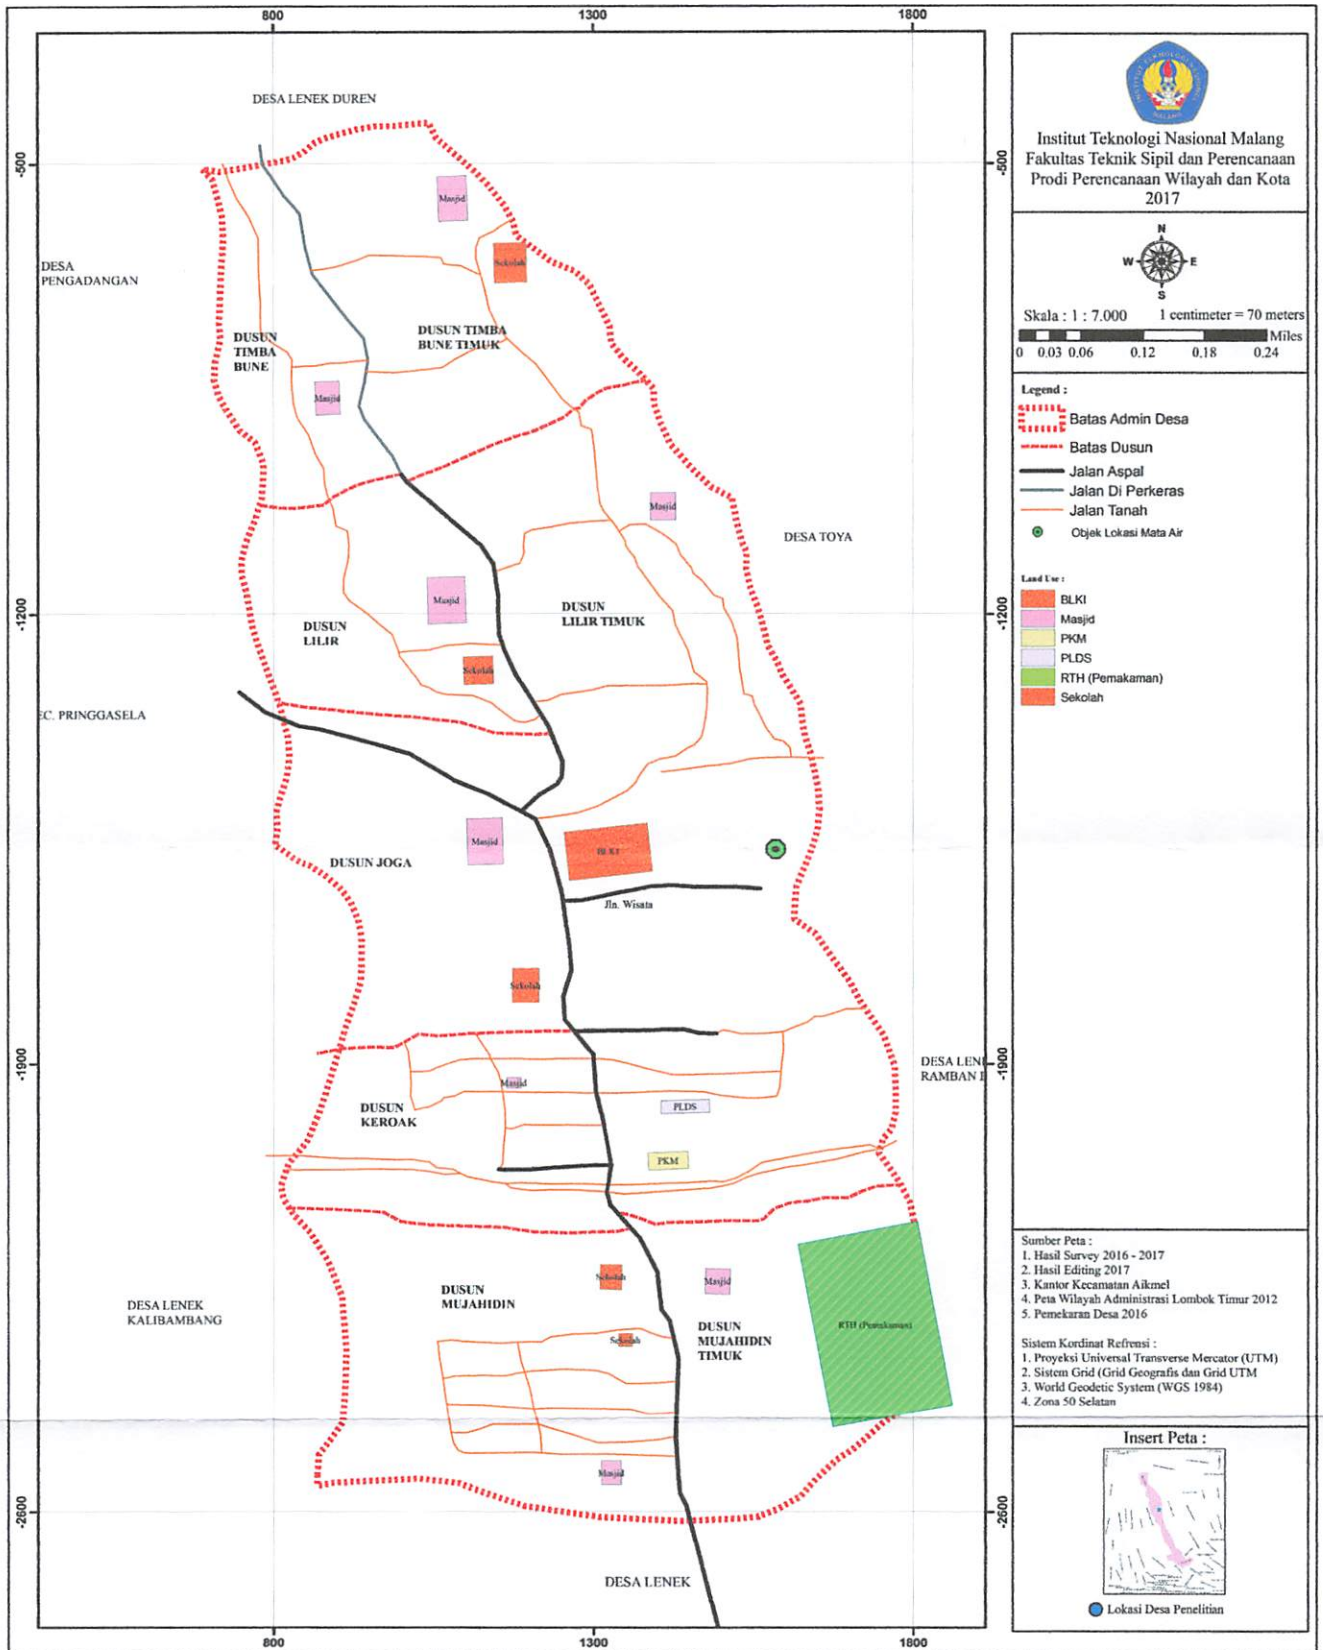 800 1300 1800
DESA LENEK DUREN
-500
-500
Masjid
DESA
PENGADANGAN
Sekolah
DUSUN
TIMBA
BUNE
DUSUN TIMBA
BUNE TIMUK
Masjid
Masjid
DESA TOYA
-1200
-1200
Masjid
DUSUN
LILIR TIMUK
DUSUN
LILIR
Sekolah
EC. PRINGGASELA
Masjid
BLKI
DUSUN JOGA
Jln. Wisata
Sekolah
-1900
-1900
DESA LENE
RAMBAN B
Masjid
PLDS
DUSUN
KEROAK
PKM
Sekolah
Masjid
DUSUN
MUJAHIDIN
DESA LENEK
KALIBAMBANG
DUSUN
MUJAHIDIN
TIMUK
RTH (Pemakaman)
Sekolah
Masjid
-2600
-2600
DESA LENEK
800 1300 1800
INSTITUT TEKNOLOGI NASIONAL
MALANG
Institut Teknologi Nasional Malang
Fakultas Teknik Sipil dan Perencanaan
Prodi Perencanaan Wilayah dan Kota
2017
N
W E
S
Skala : 1 : 7.000 1 centimeter = 70 meters
Miles
0 0.03 0.06 0.12 0.18 0.24
Legend :
Batas Admin Desa
Batas Dusun
Jalan Aspal
Jalan Di Perkeras
Jalan Tanah
Objek Lokasi Mata Air
Land Use :
BLKI
Masjid
PKM
PLDS
RTH (Pemakaman)
Sekolah
Sumber Peta :
1. Hasil Survey 2016 - 2017
2. Hasil Editing 2017
3. Kantor Kecamatan Aikmel
4. Peta Wilayah Administrasi Lombok Timur 2012
5. Pemekaran Desa 2016
Sistem Kordinat Refrensi :
1. Proyeksi Universal Transverse Mercator (UTM)
2. Sistem Grid (Grid Geografis dan Grid UTM
3. World Geodetic System (WGS 1984)
4. Zona 50 Selatan
Insert Peta :
Lokasi Desa Penelitian